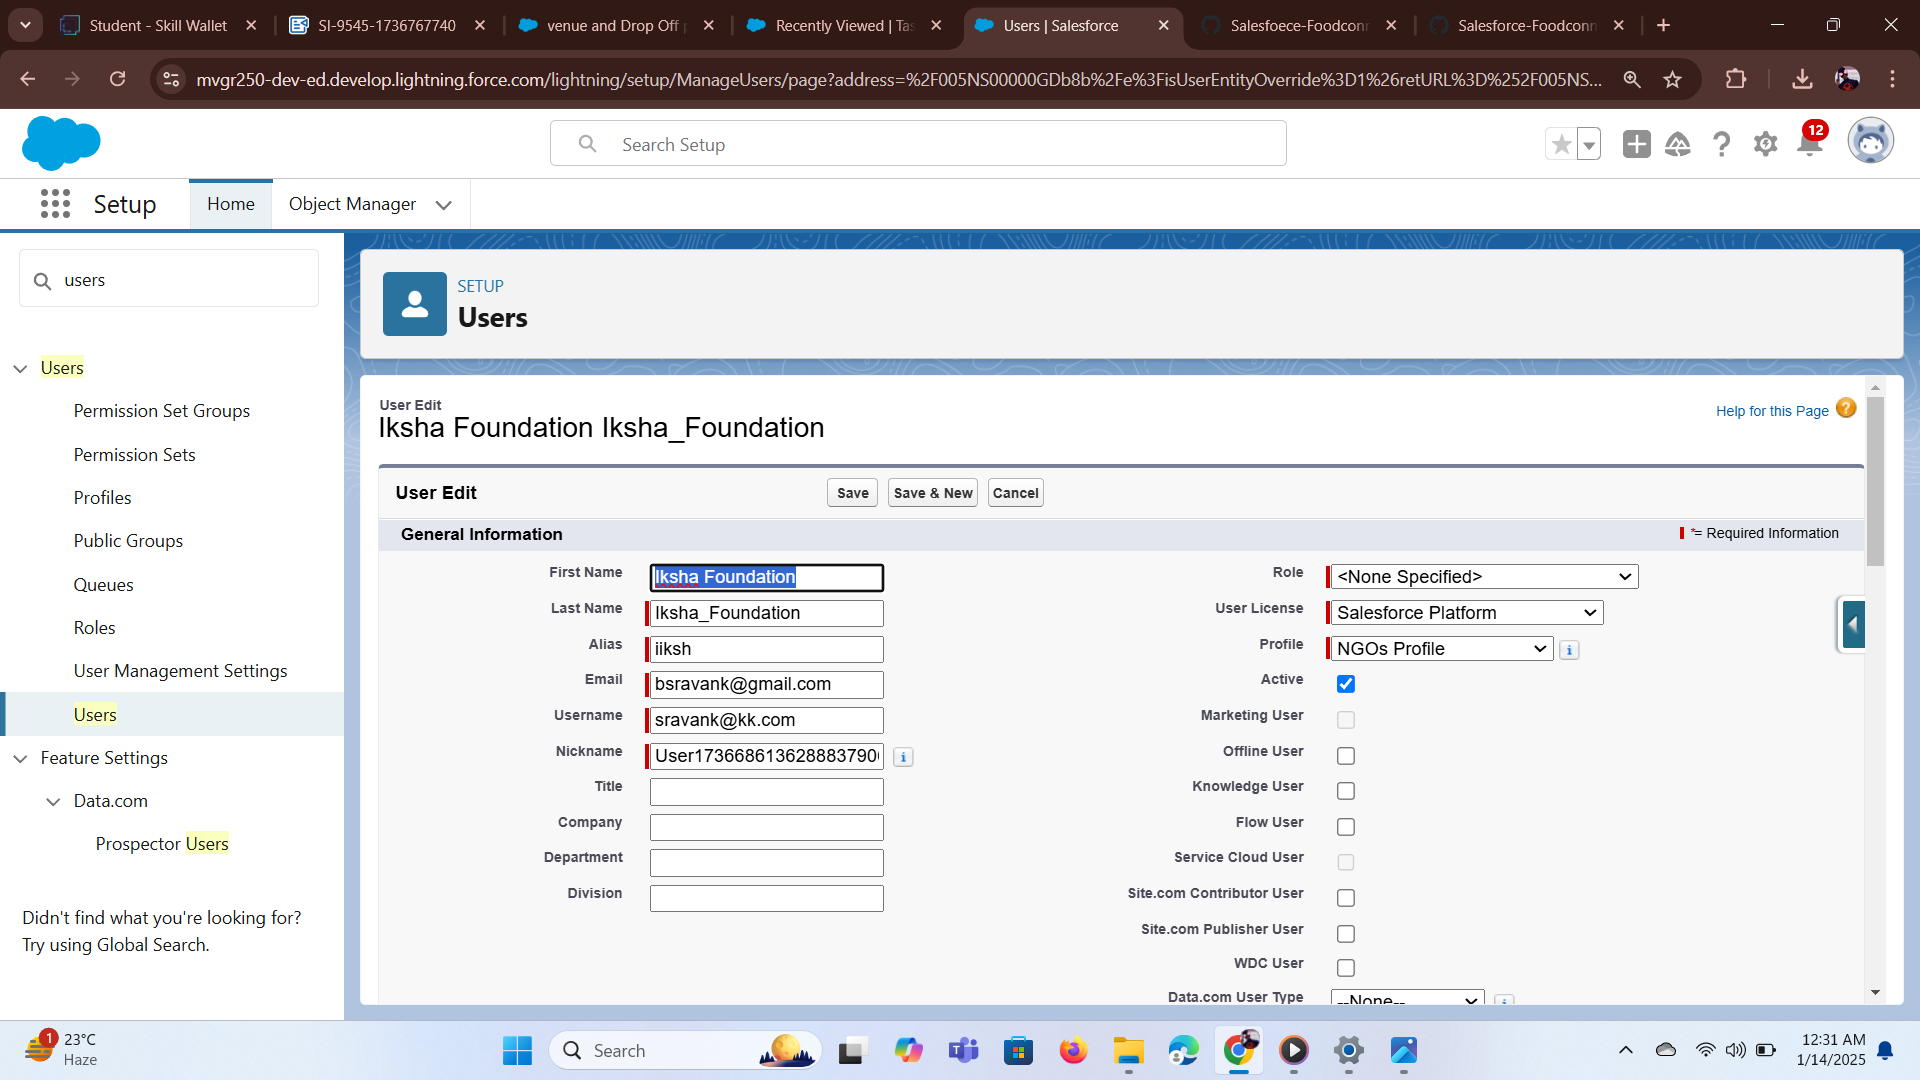 Student - Skill Wallet
SI-9545-1736767740
venue and Drop Off
Recently Viewed | Tas
Users | Salesforce
Salesfoece-Foodconn
Salesforce-Foodconn
mvgr250-dev-ed.develop.lightning.force.com/lightning/setup/ManageUsers/page?address=%2F005NS00000GDb8b%2Fe%3FisUserEntityOverride%3D1%26retURL%3D%252F005NS...
Search Setup
12
Setup
Home
Object Manager
users
Users
Permission Set Groups
Permission Sets
Profiles
Public Groups
Queues
Roles
User Management Settings
Users
Feature Settings
Data.com
Prospector Users
Didn't find what you're looking for?
Try using Global Search.
SETUP
Users
User Edit
Iksha Foundation Iksha_Foundation
Help for this Page
User Edit
Save
Save & New
Cancel
General Information
*= Required Information
First Name
Iksha Foundation
Last Name
Iksha_Foundation
Alias
iiksh
Email
bsravank@gmail.com
Username
sravank@kk.com
Nickname
User173668613628883790
Title
Company
Department
Division
Role
<None Specified>
User License
Salesforce Platform
Profile
NGOs Profile
Active
Marketing User
Offline User
Knowledge User
Flow User
Service Cloud User
Site.com Contributor User
Site.com Publisher User
WDC User
Data.com User Type
--None--
1
23°C
Haze
Search
12:31 AM
1/14/2025